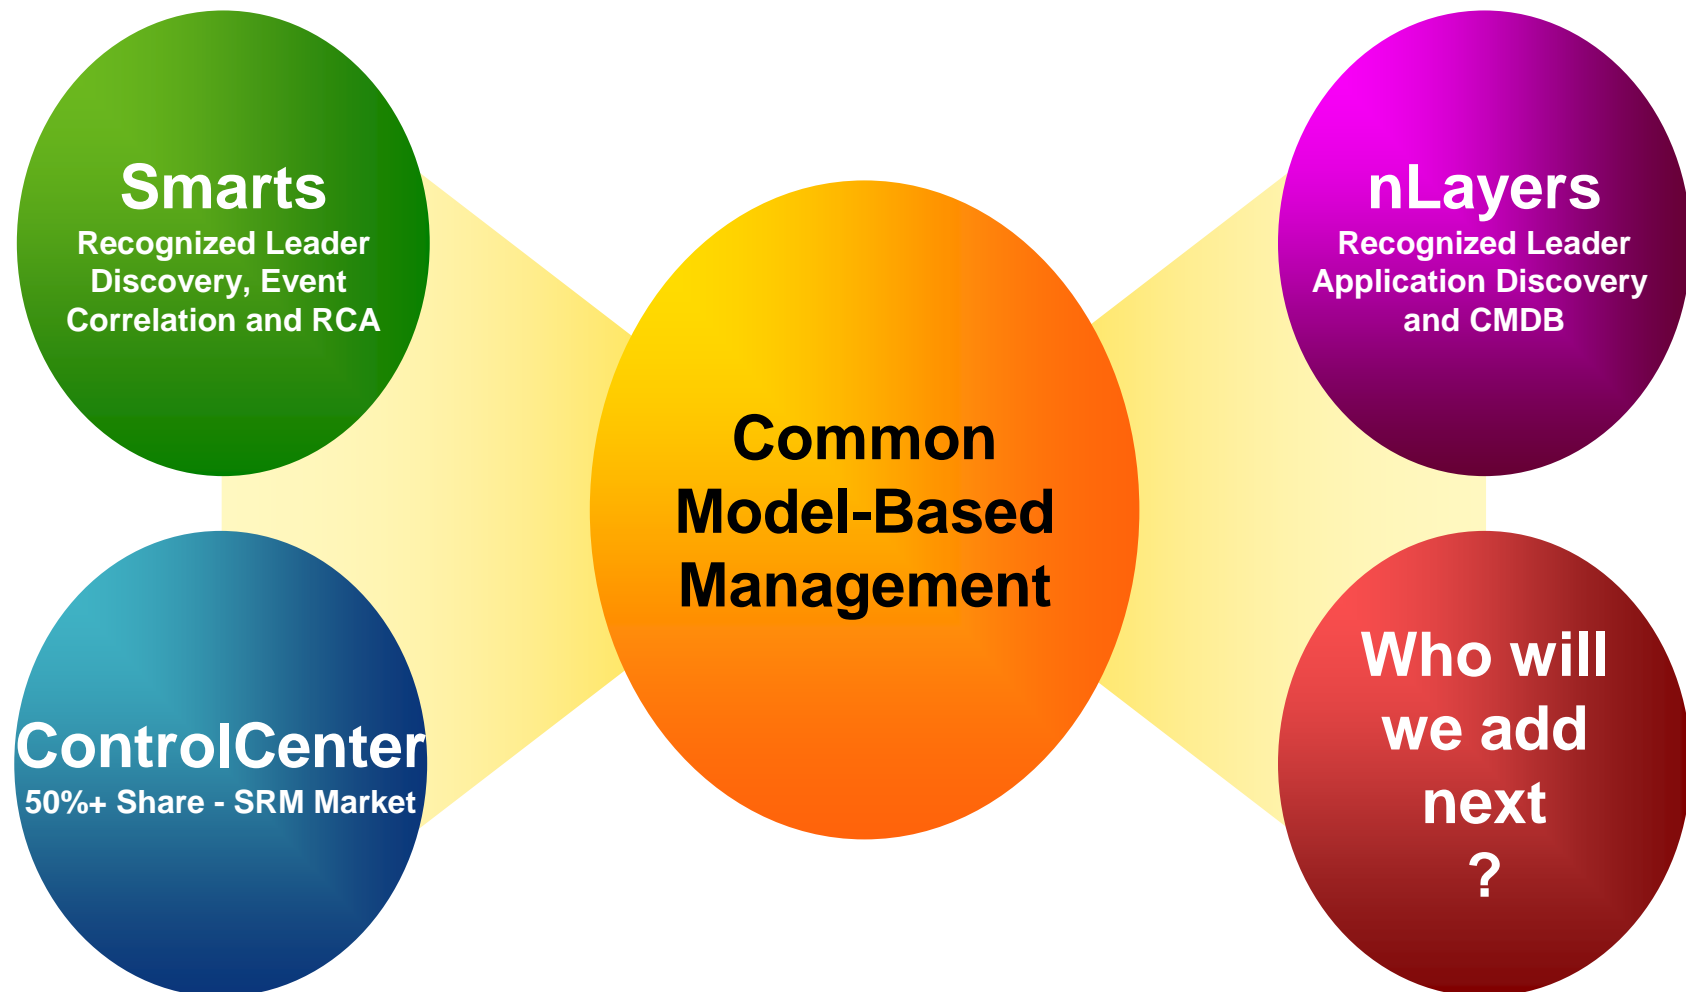 Smarts
Recognized Leader
Discovery, Event
Correlation and RCA
nLayers
Recognized Leader
Application Discovery
and CMDB
Common
Model-Based
Management
ControlCenter
50%+ Share - SRM Market
Who will
we add
next
?